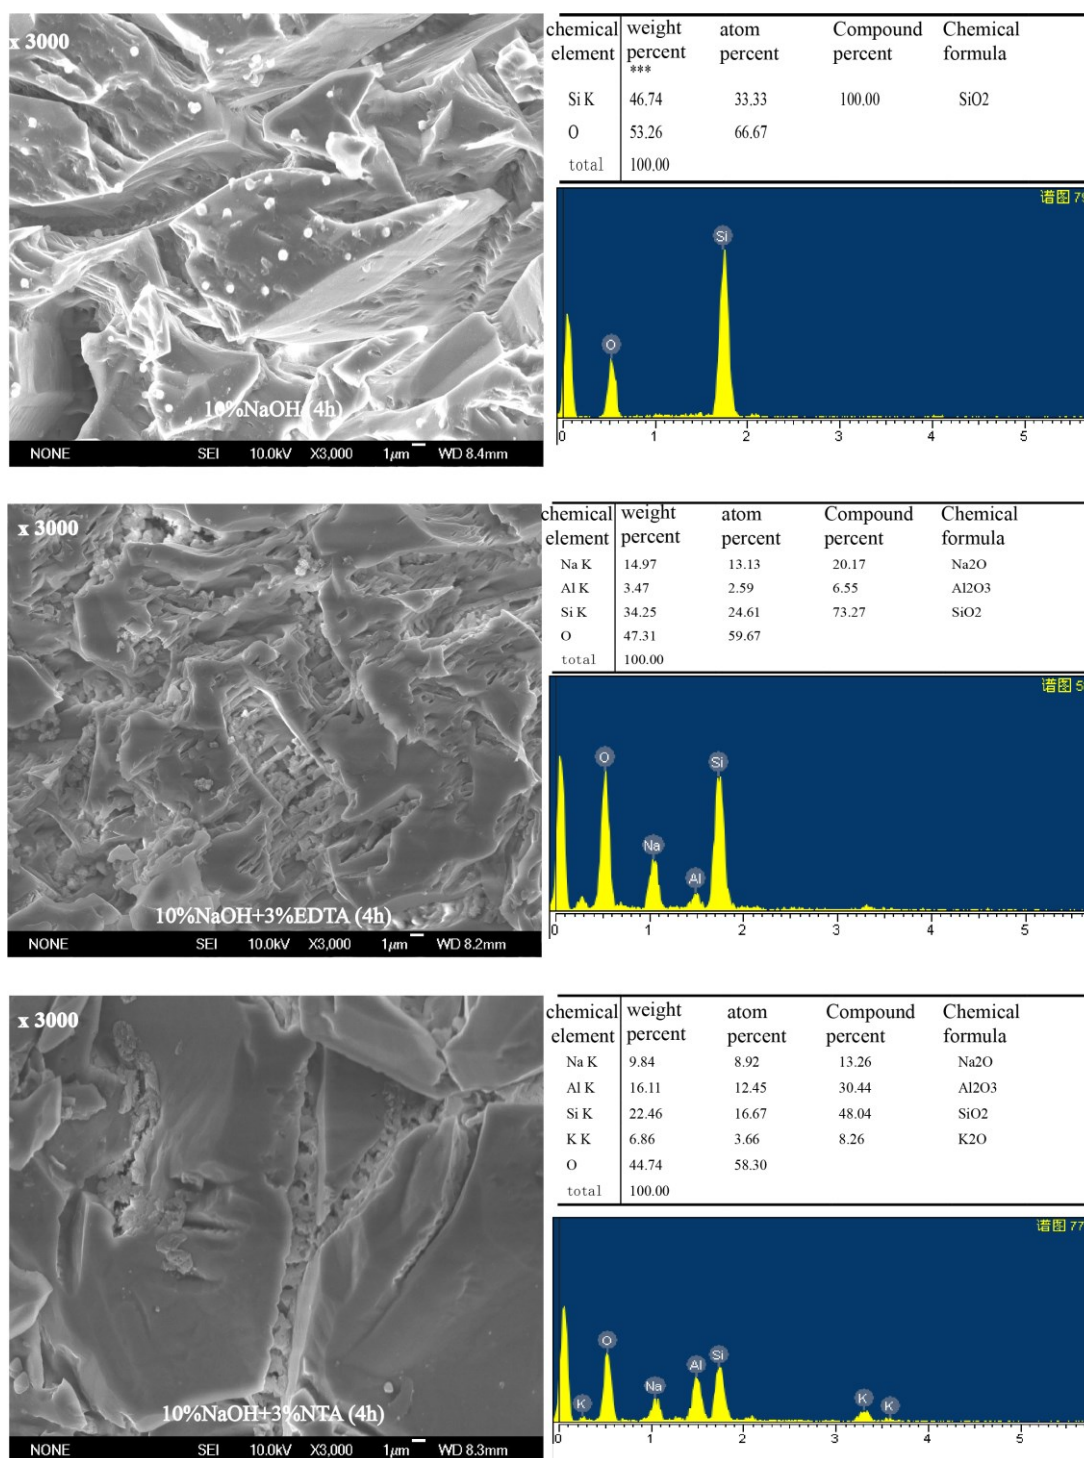 x 3000
10%NaOH (4h)
NONE SEI 10.0kV X3,000 1μm WD 8.4mm
chemical element weight percent atom percent Compound percent Chemical formula
***
Si K 46.74 33.33 100.00 SiO2
O 53.26 66.67
total 100.00
谱图 79
Si
O
0 1 2 3 4 5
x 3000
10%NaOH+3%EDTA (4h)
NONE SEI 10.0kV X3,000 1μm WD 8.2mm
chemical element weight percent atom percent Compound percent Chemical formula
Na K 14.97 13.13 20.17 Na2O
Al K 3.47 2.59 6.55 Al2O3
Si K 34.25 24.61 73.27 SiO2
O 47.31 59.67
total 100.00
谱图 5
O Si
Na
Al
0 1 2 3 4 5
x 3000
10%NaOH+3%NTA (4h)
NONE SEI 10.0kV X3,000 1μm WD 8.3mm
chemical element weight percent atom percent Compound percent Chemical formula
Na K 9.84 8.92 13.26 Na2O
Al K 16.11 12.45 30.44 Al2O3
Si K 22.46 16.67 48.04 SiO2
K K 6.86 3.66 8.26 K2O
O 44.74 58.30
total 100.00
谱图 77
O Al Si
K Na K K
0 1 2 3 4 5